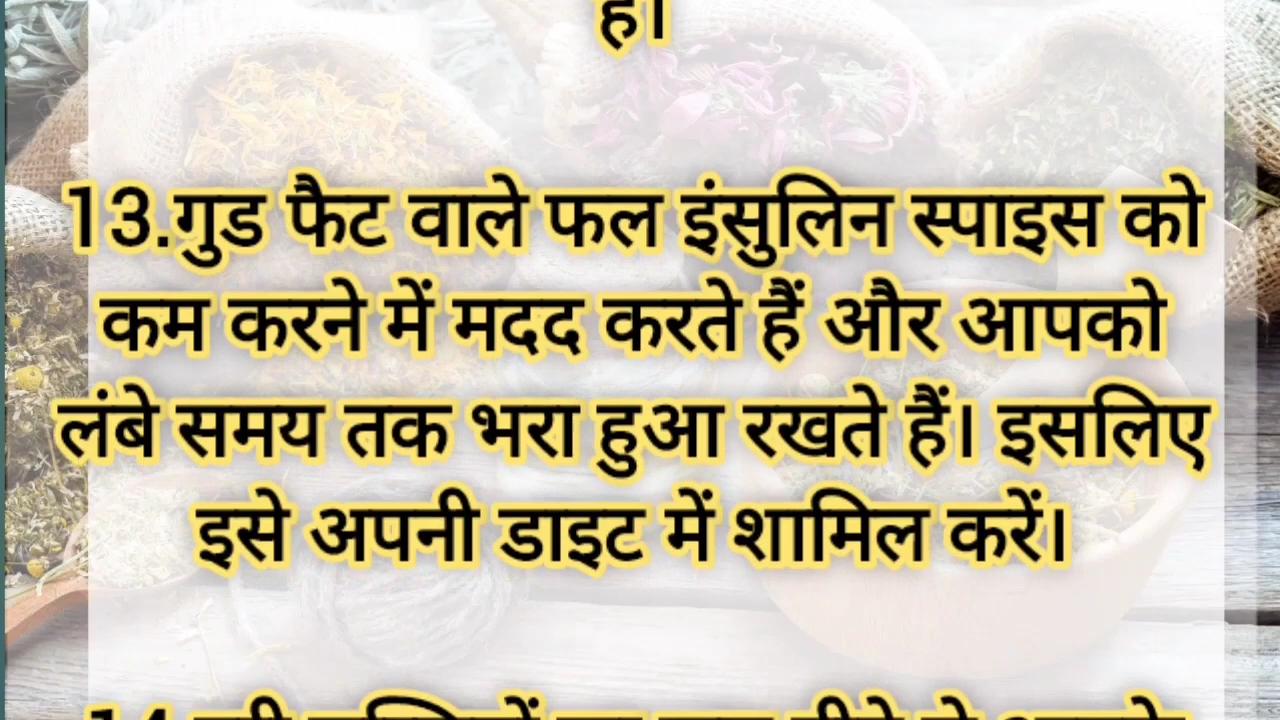 है।
13.गुड फैट वाले फल इंसुलिन स्पाइस को
कम करने में मदद करते हैं और आपको
लंबे समय तक भरा हुआ रखते हैं। इसलिए
इसे अपनी डाइट में शामिल करें।